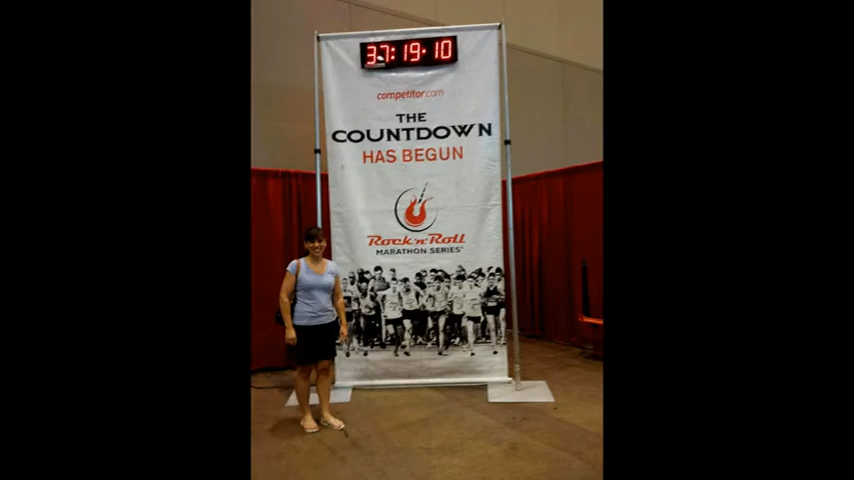 37:19:10
competitor.com
THE
COUNTDOWN
HAS BEGUN
Rock'n'Roll
MARATHON SERIES